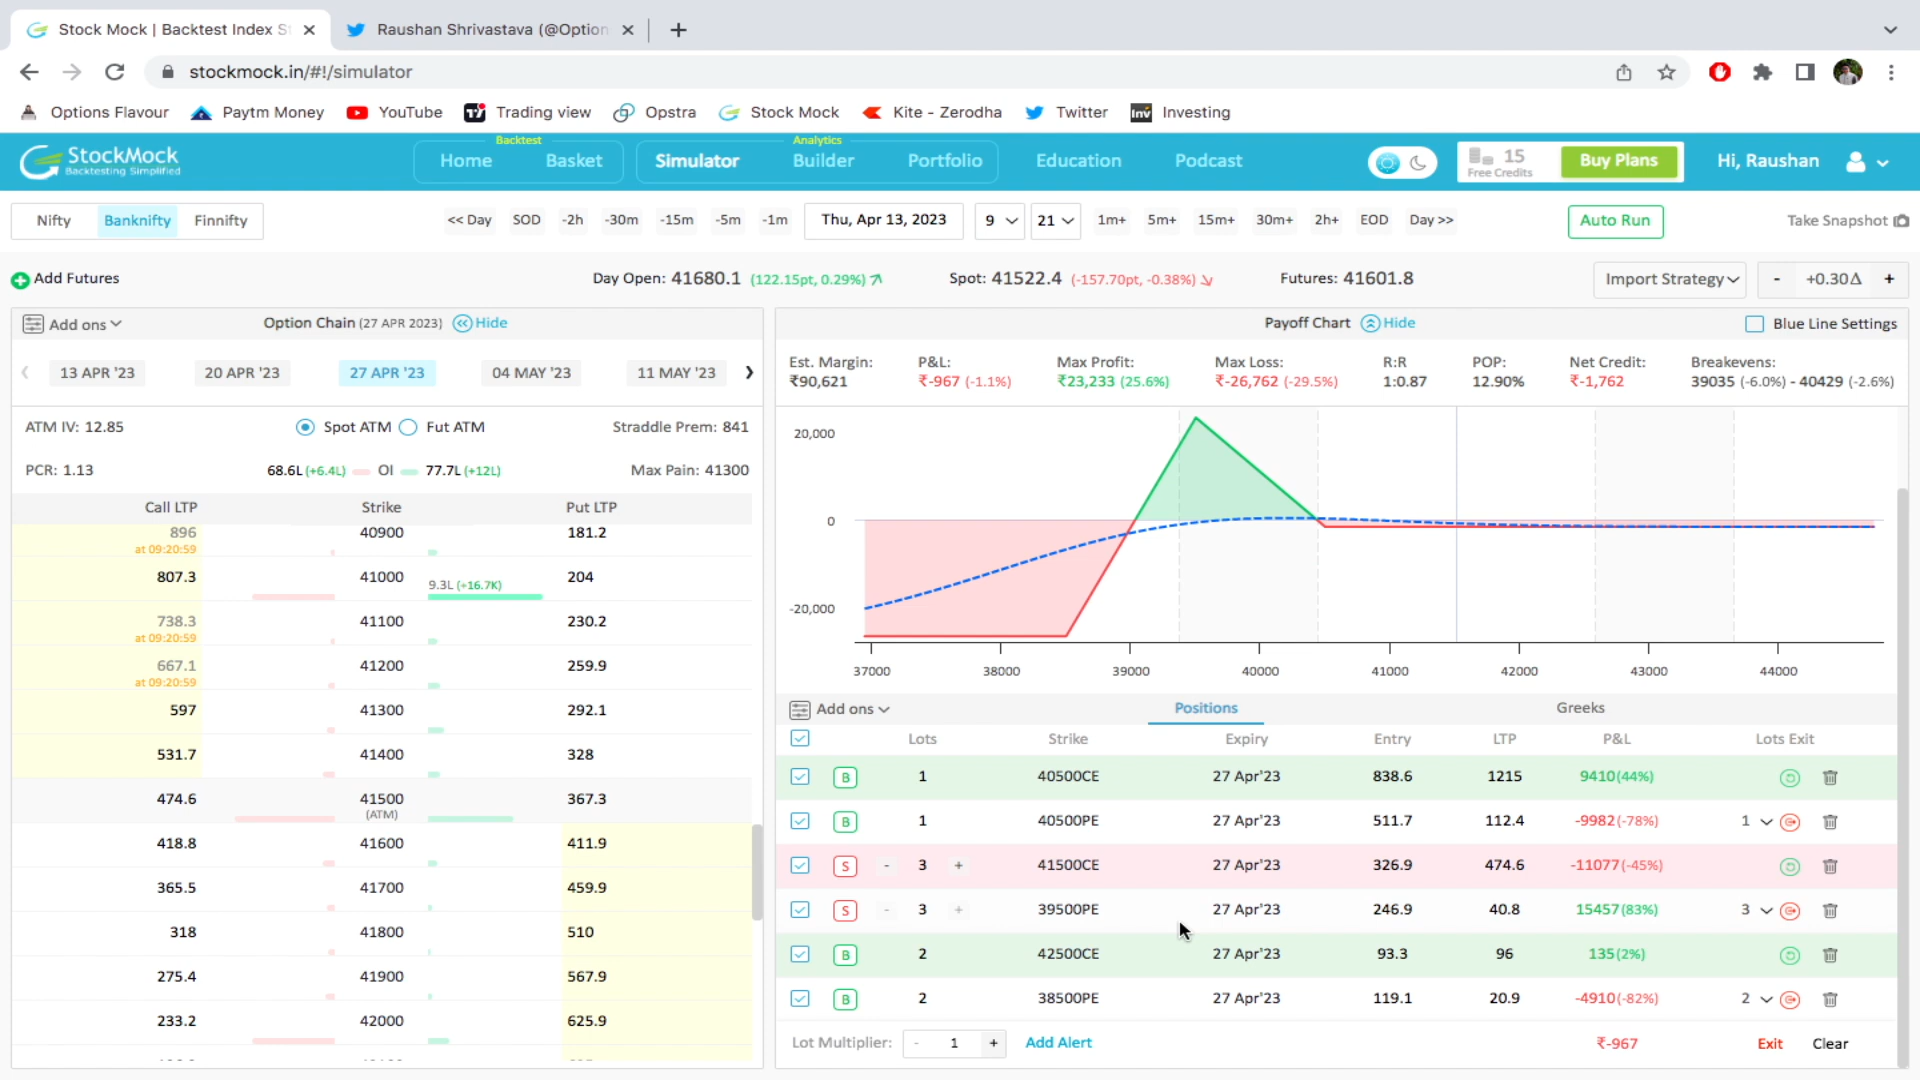 Stock Mock | Backtest Index S
Raushan Shrivastava (@Option
stockmock.in/#!/simulator
Options Flavour
Paytm Money
YouTube
Trading view
Opstra
Stock Mock
Kite - Zerodha
Twitter
Investing
StockMock
Backtesting Simplified
Backtest
Home
Basket
Simulator
Analytics
Builder
Portfolio
Education
Podcast
15
Free Credits
Buy Plans
Hi, Raushan
Nifty
Banknifty
Finnifty
<< Day
SOD
-2h
-30m
-15m
-5m
-1m
Thu, Apr 13, 2023
9
21
1m+
5m+
15m+
30m+
2h+
EOD
Day >>
Auto Run
Take Snapshot
Add Futures
Day Open: 41680.1 (122.15pt, 0.29%)
Spot: 41522.4 (-157.70pt, -0.38%)
Futures: 41601.8
Import Strategy
- +0.30Δ +
Add ons
Option Chain (27 APR 2023)
Hide
13 APR '23
20 APR '23
27 APR '23
04 MAY '23
11 MAY '23
ATM IV: 12.85
Spot ATM
Fut ATM
Straddle Prem: 841
PCR: 1.13
68.6L (+6.4L) OI 77.7L (+12L)
Max Pain: 41300
Call LTP Strike Put LTP
896 40900 181.2
at 09:20:59
807.3 41000 9.3L (+16.7K) 204
738.3 41100 230.2
at 09:20:59
667.1 41200 259.9
at 09:20:59
597 41300 292.1
531.7 41400 328
474.6 41500 367.3
(ATM)
418.8 41600 411.9
365.5 41700 459.9
318 41800 510
275.4 41900 567.9
233.2 42000 625.9
Payoff Chart
Hide
Blue Line Settings
Est. Margin: P&L: Max Profit: Max Loss: R:R POP: Net Credit: Breakevens:
₹90,621 ₹-967 (-1.1%) ₹23,233 (25.6%) ₹-26,762 (-29.5%) 1:0.87 12.90% ₹-1,762 39035 (-6.0%) - 40429 (-2.6%)
20,000
0
-20,000
37000 38000 39000 40000 41000 42000 43000 44000
Add ons
Positions
Greeks
Lots Strike Expiry Entry LTP P&L Lots Exit
B 1 40500CE 27 Apr'23 838.6 1215 9410(44%)
B 1 40500PE 27 Apr'23 511.7 112.4 -9982(-78%) 1
S - 3 + 41500CE 27 Apr'23 326.9 474.6 -11077(-45%)
S - 3 + 39500PE 27 Apr'23 246.9 40.8 15457(83%) 3
B 2 42500CE 27 Apr'23 93.3 96 135(2%)
B 2 38500PE 27 Apr'23 119.1 20.9 -4910(-82%) 2
Lot Multiplier: - 1 + Add Alert ₹-967 Exit Clear